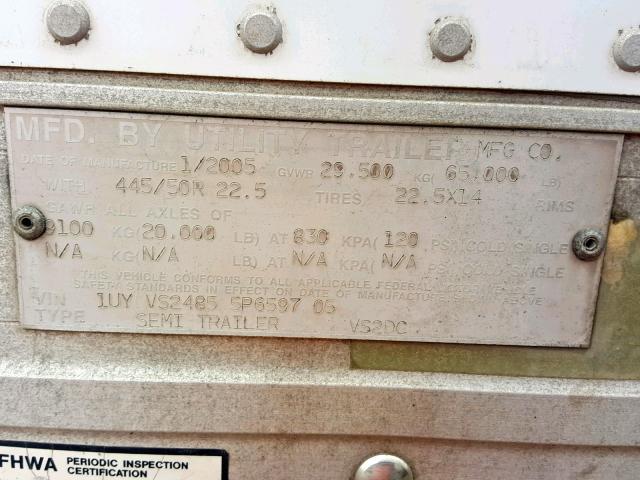 MFD. BY UTILITY TRAILER MFG CO.
DATE OF MANUFACTURE 1/2005 GVWR 29.500 KG( 65.000 LB)
WITH 445/50R 22.5 TIRES 22.5X14 RIMS
GAWR ALL AXLES OF
9100 KG( 20.000 LB) AT 830 KPA( 120 PSI) COLD SINGLE
N/A KG( N/A LB) AT N/A KPA( N/A PSI) COLD SINGLE
THIS VEHICLE CONFORMS TO ALL APPLICABLE FEDERAL MOTOR VEHICLE
SAFETY STANDARDS IN EFFECT ON DATE OF MANUFACTURE SHOWN ABOVE
VIN 1UY VS2485 5P6597 05
TYPE SEMI TRAILER VS2DC
FHWA PERIODIC INSPECTION
CERTIFICATION